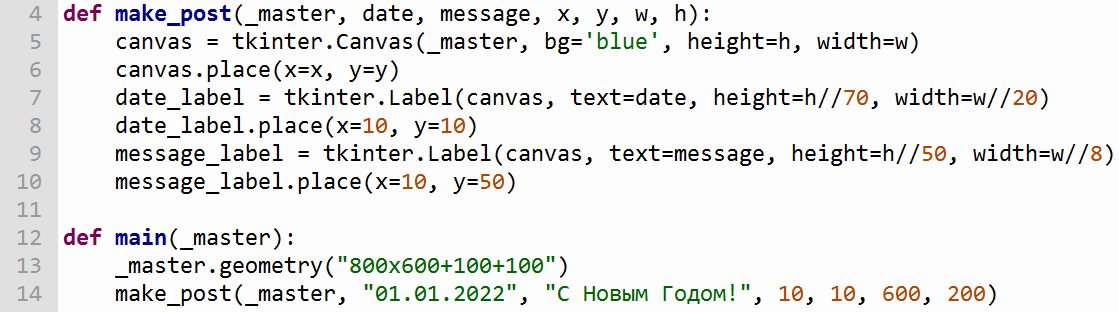 4 def make_post(_master, date, message, x, y, w, h):
5     canvas = tkinter.Canvas(_master, bg='blue', height=h, width=w)
6     canvas.place(x=x, y=y)
7     date_label = tkinter.Label(canvas, text=date, height=h//70, width=w//20)
8     date_label.place(x=10, y=10)
9     message_label = tkinter.Label(canvas, text=message, height=h//50, width=w//8)
10     message_label.place(x=10, y=50)
11
12 def main(_master):
13     _master.geometry("800x600+100+100")
14     make_post(_master, "01.01.2022", "С Новым Годом!", 10, 10, 600, 200)